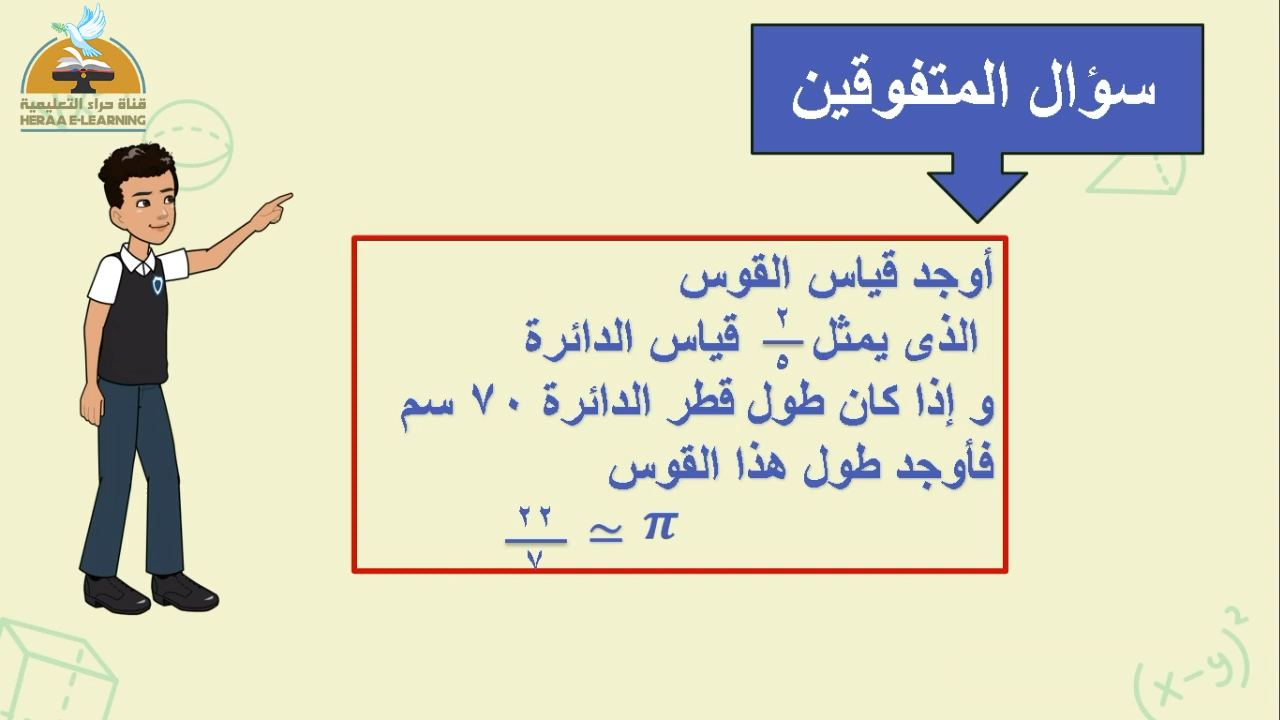 قناة حراء التعليمية
HERAA E-LEARNING
سؤال المتفوقين
أوجد قياس القوس
الذى يمثل ٢/٥ قياس الدائرة
و إذا كان طول قطر الدائرة ٧٠ سم
فأوجد طول هذا القوس
π ≃ ٢٢/٧
(x-y)²